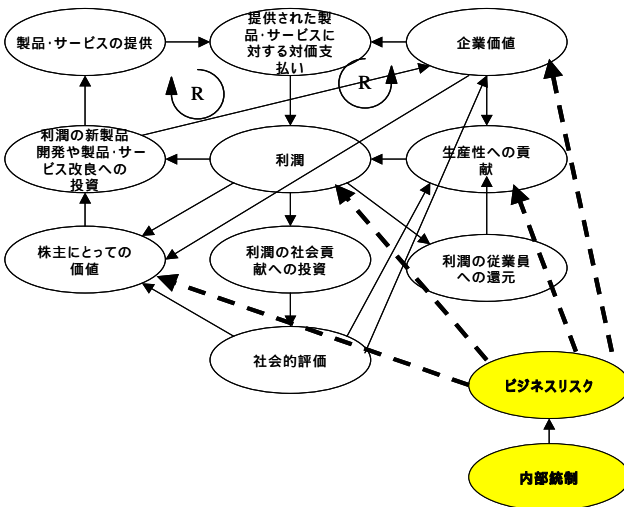 製品･サービスの提供
提供された製
品･サービスに
対する対価支
払い
企業価値
R
R
利潤の新製品
開発や製品･サー
ビス改良への
投資
利潤
生産性への貢
献
株主にとっての
価値
利潤の社会貢
献への投資
利潤の従業員
への還元
社会的評価
ビジネスリスク
内部統制